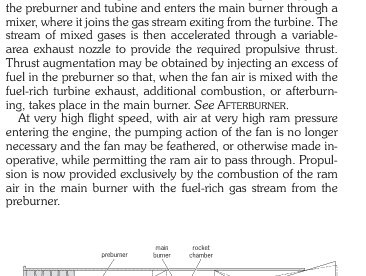 the preburner and tubine and enters the main burner through a
mixer, where it joins the gas stream exiting from the turbine. The
stream of mixed gases is then accelerated through a variable-
area exhaust nozzle to provide the required propulsive thrust.
Thrust augmentation may be obtained by injecting an excess of
fuel in the preburner so that, when the fan air is mixed with the
fuel-rich turbine exhaust, additional combustion, or afterburn-
ing, takes place in the main burner. See AFTERBURNER.
At very high flight speed, with air at very high ram pressure
entering the engine, the pumping action of the fan is no longer
necessary and the fan may be feathered, or otherwise made in-
operative, while permitting the ram air to pass through. Propul-
sion is now provided exclusively by the combustion of the ram
air in the main burner with the fuel-rich gas stream from the
preburner.
preburner
main
burner
rocket
chamber